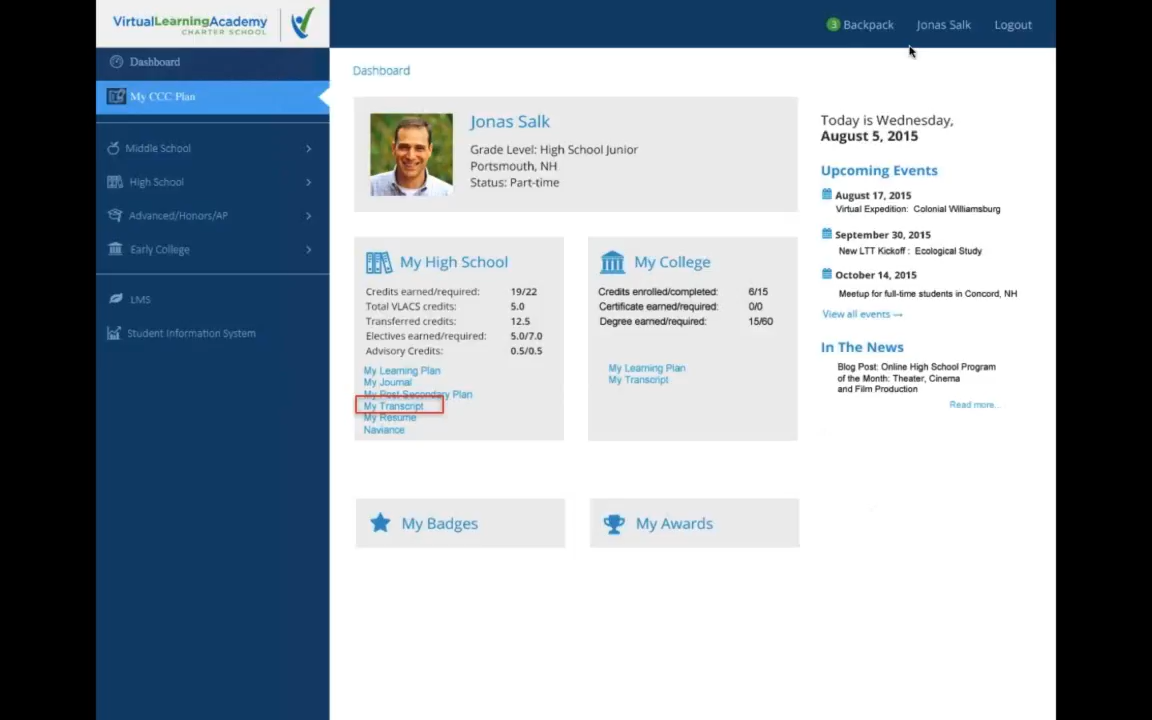 VirtualLearningAcademy
CHARTER SCHOOL
3 Backpack
Jonas Salk
Logout
Dashboard
My CCC Plan
Middle School
High School
Advanced/Honors/AP
Early College
LMS
Student Information System
Dashboard
Jonas Salk
Grade Level: High School Junior
Portsmouth, NH
Status: Part-time
My High School
Credits earned/required: 19/22
Total VLACS credits: 5.0
Transferred credits: 12.5
Electives earned/required: 5.0/7.0
Advisory Credits: 0.5/0.5
My Learning Plan
My Journal
My Post-Secondary Plan
My Transcript
My Resume
Naviance
My College
Credits enrolled/completed: 6/15
Certificate earned/required: 0/0
Degree earned/required: 15/60
My Learning Plan
My Transcript
My Badges
My Awards
Today is Wednesday,
August 5, 2015
Upcoming Events
August 17, 2015
Virtual Expedition: Colonial Williamsburg
September 30, 2015
New LTT Kickoff : Ecological Study
October 14, 2015
Meetup for full-time students in Concord, NH
View all events →
In The News
Blog Post: Online High School Program
of the Month: Theater, Cinema
and Film Production
Read more...